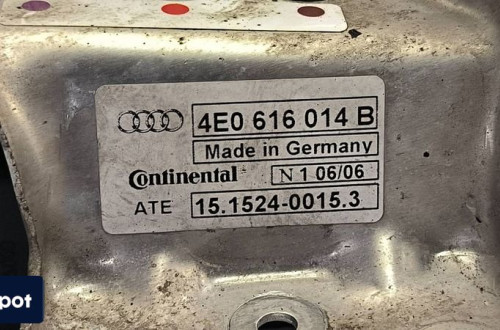 4E0 616 014 B
Made in Germany
Continental N 1 06/06
ATE 15.1524-0015.3
pot